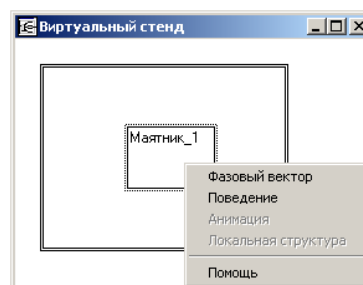 Виртуальный стенд
Маятник_1
Фазовый вектор
Поведение
Анимация
Локальная структура
Помощь